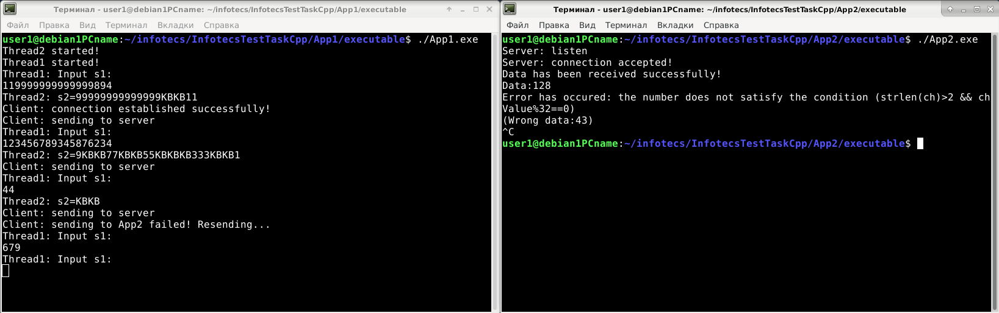 Терминал - user1@debian1PCname: ~/infotecs/InfotecsTestTaskCpp/App1/executable
Файл Правка Вид Терминал Вкладки Справка
user1@debian1PCname:~/infotecs/InfotecsTestTaskCpp/App1/executable$ ./App1.exe
Thread2 started!
Thread1 started!
Thread1: Input s1:
119999999999999894
Thread2: s2=99999999999999KBKB11
Client: connection established successfully!
Client: sending to server
Thread1: Input s1:
123456789345876234
Thread2: s2=9KBKB77KBKB55KBKBKB333KBKB1
Client: sending to server
Thread1: Input s1:
44
Thread2: s2=KBKB
Client: sending to server
Client: sending to App2 failed! Resending...
Thread1: Input s1:
679
Thread1: Input s1:
Терминал - user1@debian1PCname: ~/infotecs/InfotecsTestTaskCpp/App2/executable
Файл Правка Вид Терминал Вкладки Справка
user1@debian1PCname:~/infotecs/InfotecsTestTaskCpp/App2/executable$ ./App2.exe
Server: listen
Server: connection accepted!
Data has been received successfully!
Data:128
Error has occured: the number does not satisfy the condition (strlen(ch)>2 && ch
Value%32==0)
(Wrong data:43)
^C
user1@debian1PCname:~/infotecs/InfotecsTestTaskCpp/App2/executable$